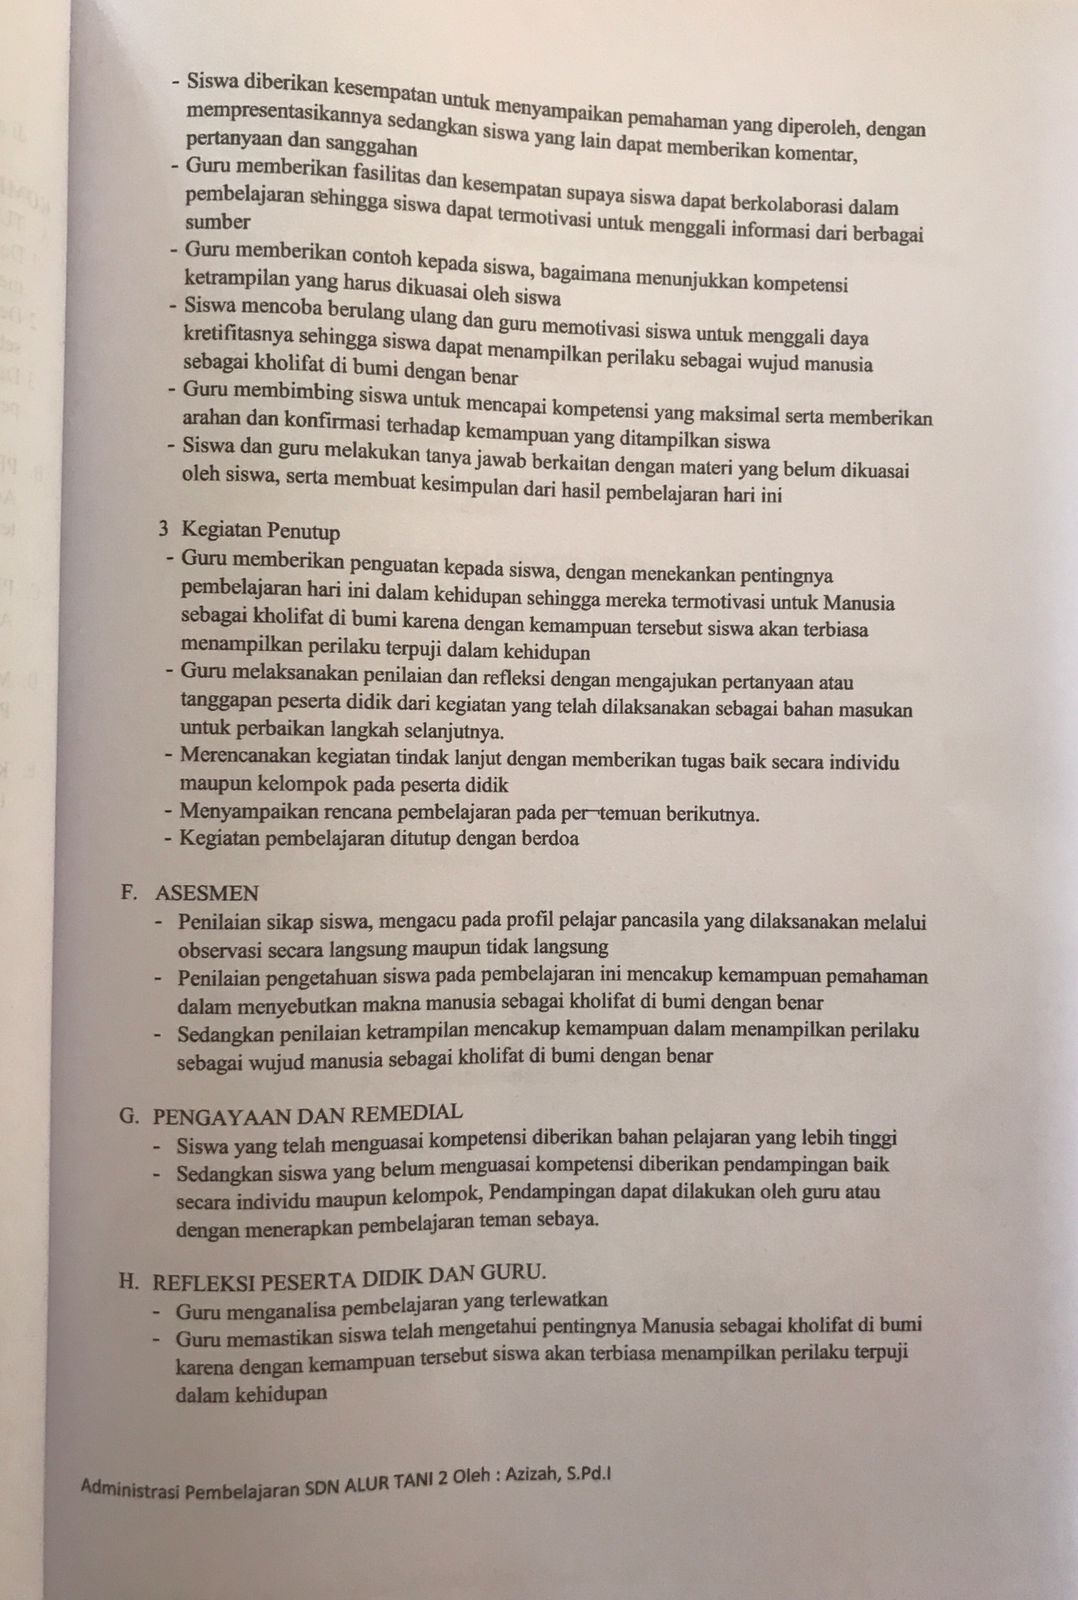 - Siswa diberikan kesempatan untuk menyampaikan pemahaman yang diperoleh, dengan
mempresentasikannya sedangkan siswa yang lain dapat memberikan komentar,
pertanyaan dan sanggahan
- Guru memberikan fasilitas dan kesempatan supaya siswa dapat berkolaborasi dalam
pembelajaran sehingga siswa dapat termotivasi untuk menggali informasi dari berbagai
sumber
- Guru memberikan contoh kepada siswa, bagaimana menunjukkan kompetensi
ketrampilan yang harus dikuasai oleh siswa
- Siswa mencoba berulang ulang dan guru memotivasi siswa untuk menggali daya
kretifitasnya sehingga siswa dapat menampilkan perilaku sebagai wujud manusia
sebagai kholifat di bumi dengan benar
- Guru membimbing siswa untuk mencapai kompetensi yang maksimal serta memberikan
arahan dan konfirmasi terhadap kemampuan yang ditampilkan siswa
- Siswa dan guru melakukan tanya jawab berkaitan dengan materi yang belum dikuasai
oleh siswa, serta membuat kesimpulan dari hasil pembelajaran hari ini
3 Kegiatan Penutup
- Guru memberikan penguatan kepada siswa, dengan menekankan pentingnya
pembelajaran hari ini dalam kehidupan sehingga mereka termotivasi untuk Manusia
sebagai kholifat di bumi karena dengan kemampuan tersebut siswa akan terbiasa
menampilkan perilaku terpuji dalam kehidupan
- Guru melaksanakan penilaian dan refleksi dengan mengajukan pertanyaan atau
tanggapan peserta didik dari kegiatan yang telah dilaksanakan sebagai bahan masukan
untuk perbaikan langkah selanjutnya.
- Merencanakan kegiatan tindak lanjut dengan memberikan tugas baik secara individu
maupun kelompok pada peserta didik
- Menyampaikan rencana pembelajaran pada per¬temuan berikutnya.
- Kegiatan pembelajaran ditutup dengan berdoa
F. ASESMEN
- Penilaian sikap siswa, mengacu pada profil pelajar pancasila yang dilaksanakan melalui
observasi secara langsung maupun tidak langsung
- Penilaian pengetahuan siswa pada pembelajaran ini mencakup kemampuan pemahaman
dalam menyebutkan makna manusia sebagai kholifat di bumi dengan benar
- Sedangkan penilaian ketrampilan mencakup kemampuan dalam menampilkan perilaku
sebagai wujud manusia sebagai kholifat di bumi dengan benar
G. PENGAYAAN DAN REMEDIAL
- Siswa yang telah menguasai kompetensi diberikan bahan pelajaran yang lebih tinggi
- Sedangkan siswa yang belum menguasai kompetensi diberikan pendampingan baik
secara individu maupun kelompok, Pendampingan dapat dilakukan oleh guru atau
dengan menerapkan pembelajaran teman sebaya.
H. REFLEKSI PESERTA DIDIK DAN GURU.
- Guru menganalisa pembelajaran yang terlewatkan
- Guru memastikan siswa telah mengetahui pentingnya Manusia sebagai kholifat di bumi
karena dengan kemampuan tersebut siswa akan terbiasa menampilkan perilaku terpuji
dalam kehidupan
Administrasi Pembelajaran SDN ALUR TANI 2 Oleh : Azizah, S.Pd.I